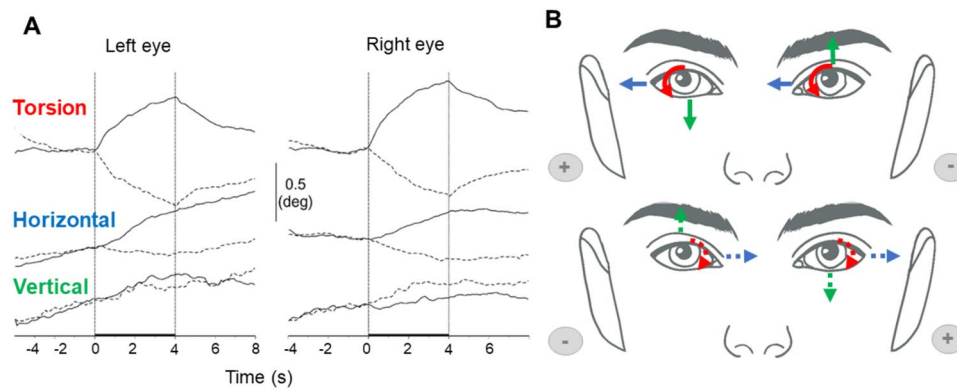 A
Left eye
Right eye
Torsion
Horizontal
Vertical
0.5
(deg)
-4 -2 0 2 4 6 8
-4 -2 0 2 4 6
Time (s)
B
+
-
-
+